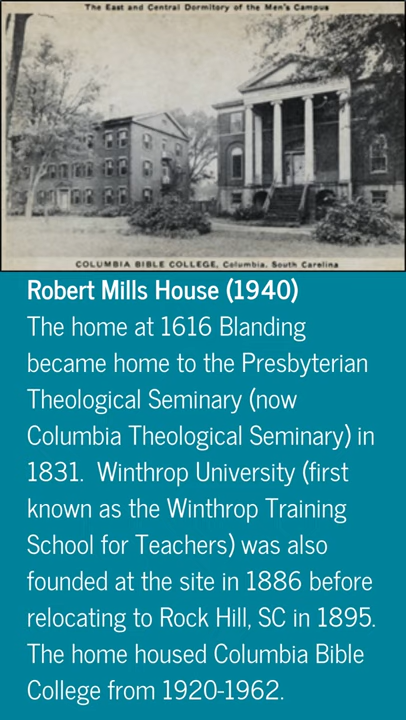 The East and Central Dormitory of the Men's Campus
COLUMBIA BIBLE COLLEGE, Columbia, South Carolina
Robert Mills House (1940)
The home at 1616 Blanding
became home to the Presbyterian
Theological Seminary (now
Columbia Theological Seminary) in
1831.  Winthrop University (first
known as the Winthrop Training
School for Teachers) was also
founded at the site in 1886 before
relocating to Rock Hill, SC in 1895.
The home housed Columbia Bible
College from 1920-1962.